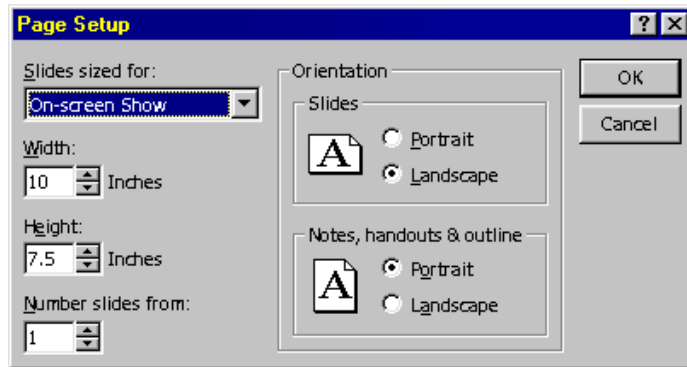 Page Setup
Slides sized for:
On-screen Show
Width:
10 Inches
Height:
7.5 Inches
Number slides from:
1
Orientation
Slides
A
Portrait
Landscape
Notes, handouts & outline
A
Portrait
Landscape
OK
Cancel